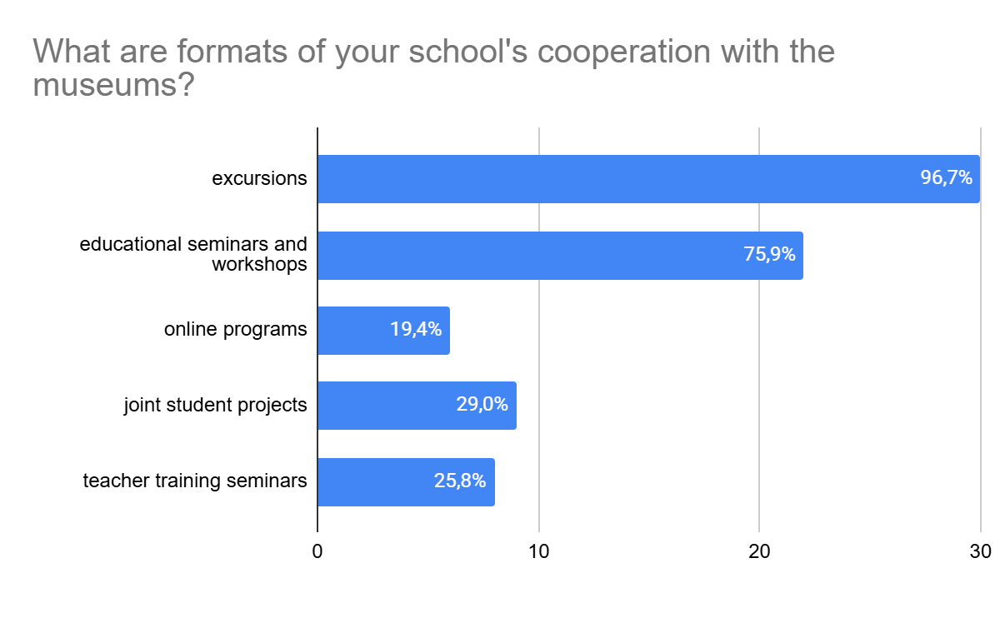 What are formats of your school's cooperation with the
museums?
excursions
96,7%
educational seminars and
workshops
75,9%
online programs
19,4%
joint student projects
29,0%
teacher training seminars
25,8%
0
10
20
30